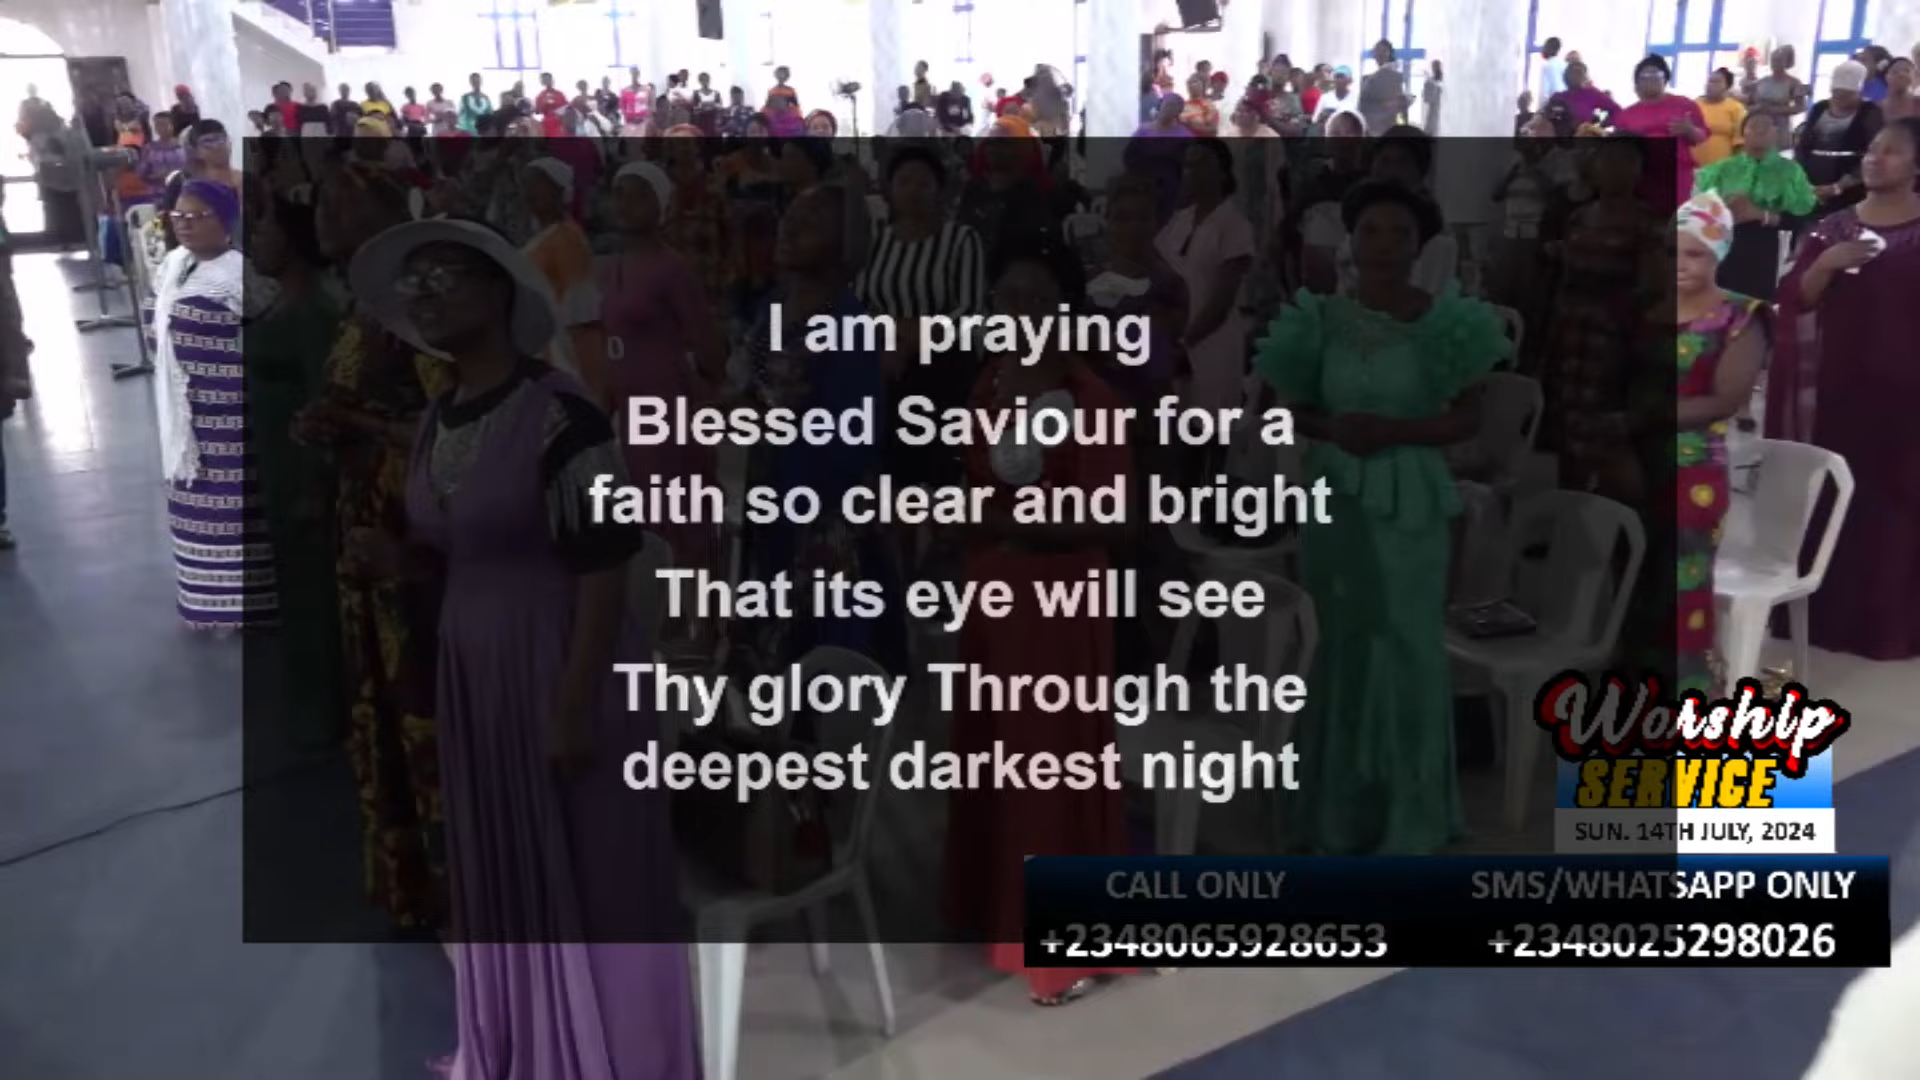 I am praying
Blessed Saviour for a
faith so clear and bright
That its eye will see
Thy glory Through the
deepest darkest night
Worship
SERVICE
SUN. 14TH JULY, 2024
CALL ONLY
+2348065928653
SMS/WHATSAPP ONLY
+2348025298026